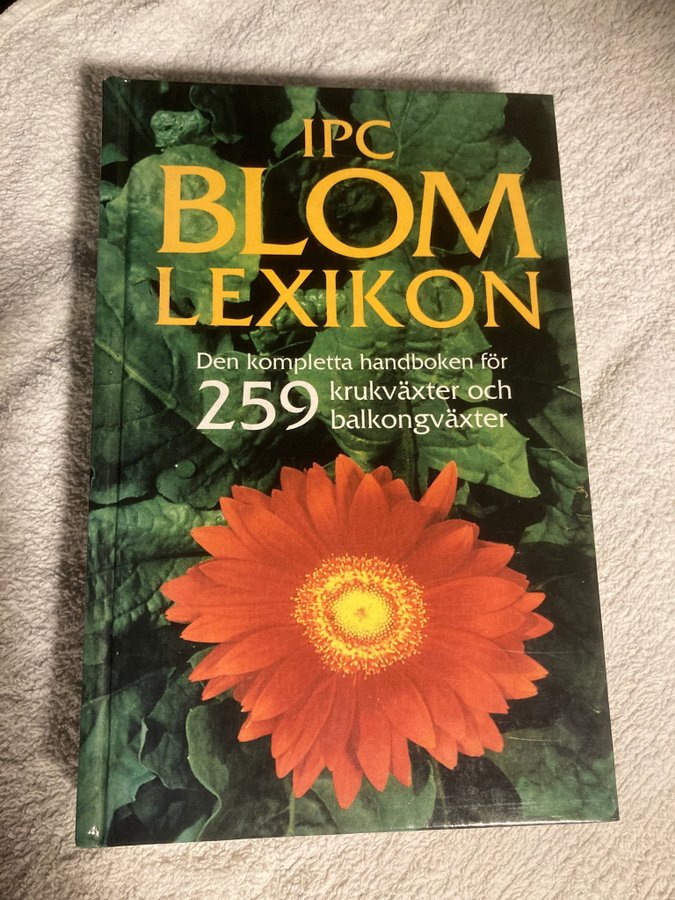 IPC
BLOM
LEXIKON
Den kompletta handboken för
259 krukväxter och
balkongväxter